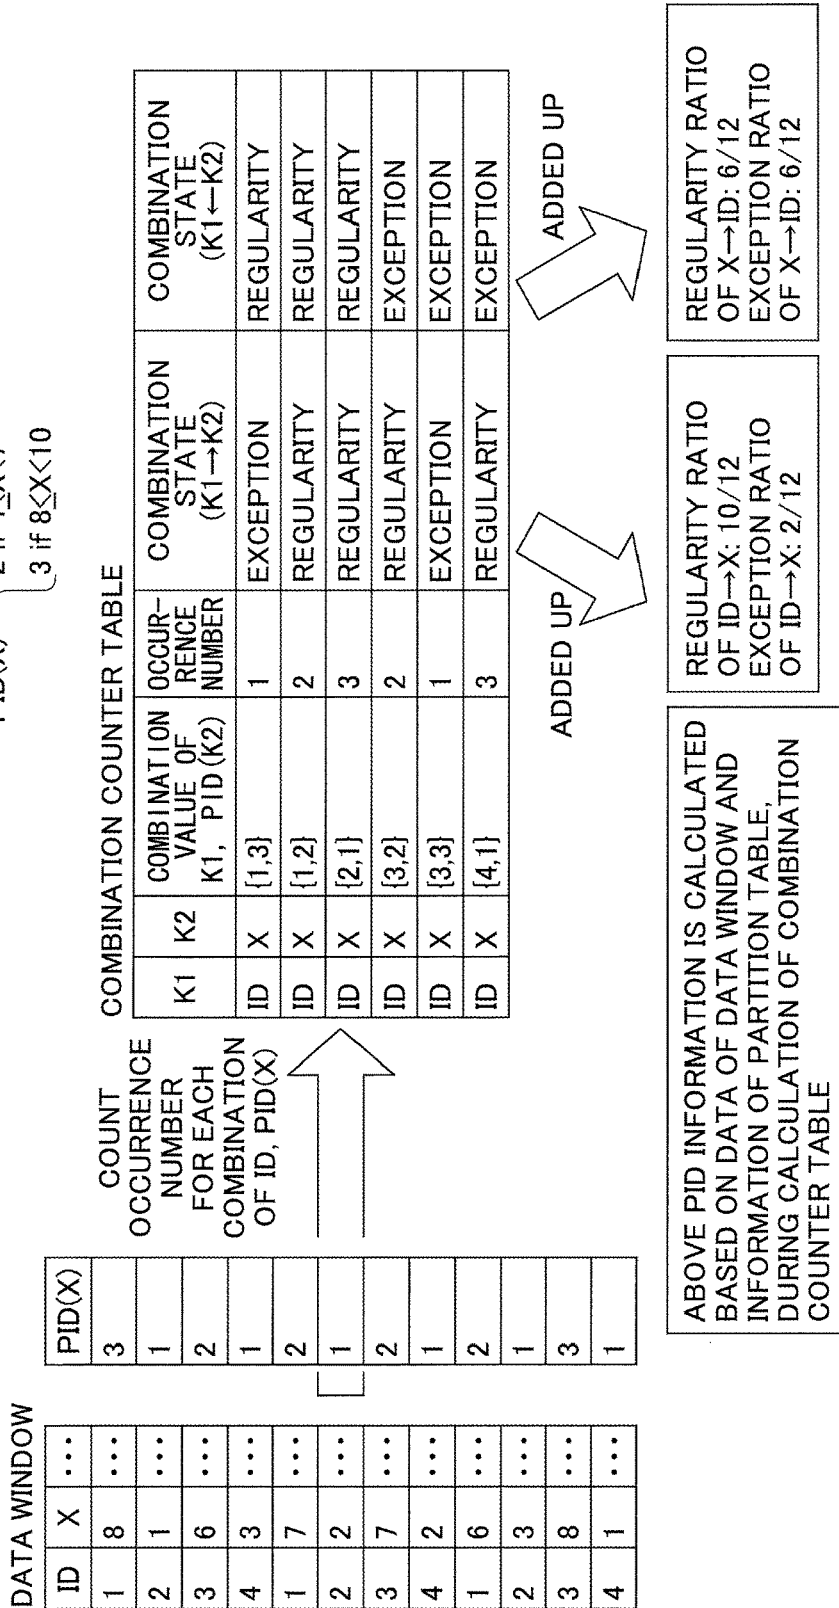 3 if 8≤X<10
DATA WINDOW
ID X ... PID(X)
1 8 ... 3
2 1 ... 1
3 6 ... 2
4 3 ... 1
1 7 ... 2
2 2 ... 1
3 7 ... 2
4 2 ... 1
1 6 ... 2
2 3 ... 1
3 8 ... 3
4 1 ... 1
COUNT
OCCURRENCE
NUMBER
FOR EACH
COMBINATION
OF ID, PID(X)
COMBINATION COUNTER TABLE
K1 K2 COMBINATION VALUE OF K1, PID(K2) OCCUR-RENCE NUMBER COMBINATION STATE (K1→K2) COMBINATION STATE (K1←K2)
ID X {1,3} 1 EXCEPTION REGULARITY
ID X {1,2} 2 REGULARITY REGULARITY
ID X {2,1} 3 REGULARITY REGULARITY
ID X {3,2} 2 REGULARITY EXCEPTION
ID X {3,3} 1 EXCEPTION EXCEPTION
ID X {4,1} 3 REGULARITY EXCEPTION
ADDED UP
ADDED UP
ABOVE PID INFORMATION IS CALCULATED
BASED ON DATA OF DATA WINDOW AND
INFORMATION OF PARTITION TABLE,
DURING CALCULATION OF COMBINATION
COUNTER TABLE
REGULARITY RATIO
OF ID→X: 10/12
EXCEPTION RATIO
OF ID→X: 2/12
REGULARITY RATIO
OF X→ID: 6/12
EXCEPTION RATIO
OF X→ID: 6/12